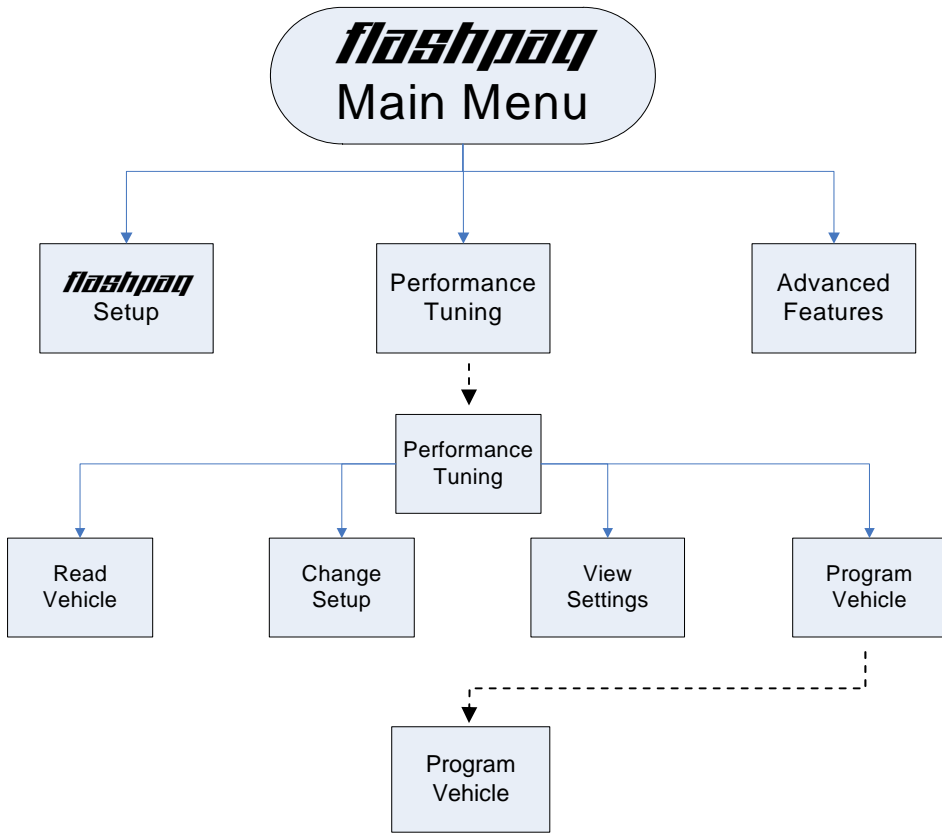 flashpaq
Main Menu
flashpaq
Setup
Performance
Tuning
Advanced
Features
Performance
Tuning
Read
Vehicle
Change
Setup
View
Settings
Program
Vehicle
Program
Vehicle